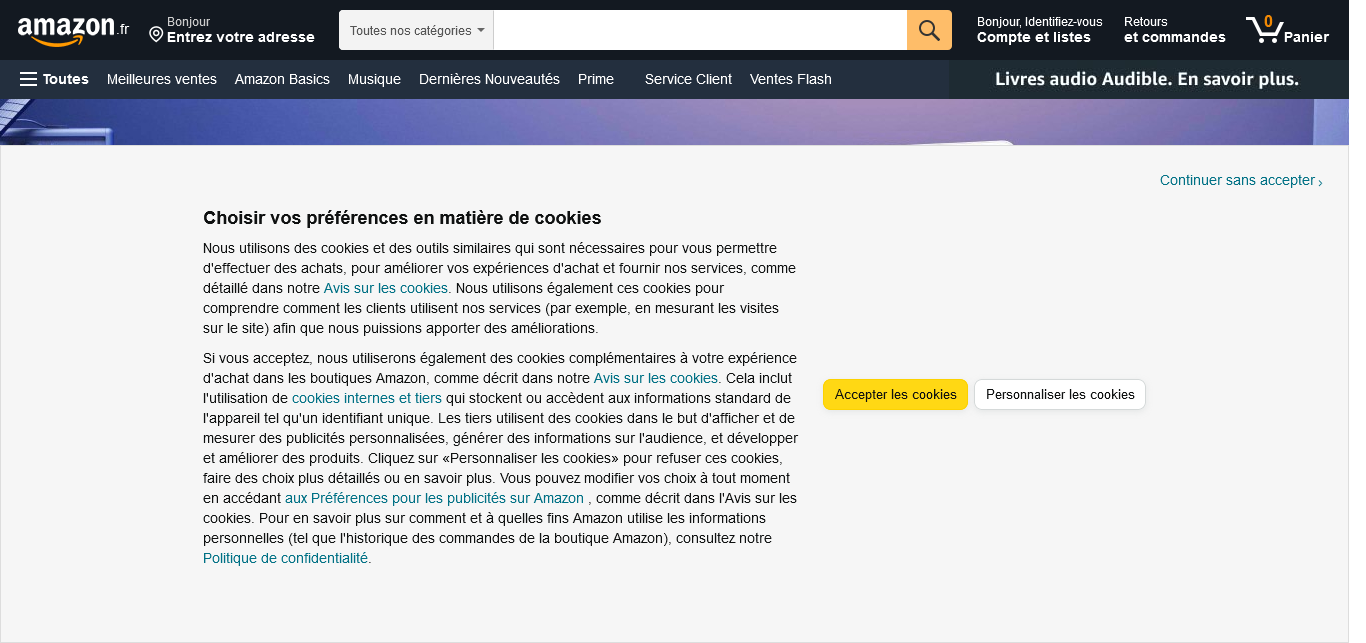 amazon.fr
Bonjour
Entrez votre adresse
Toutes nos catégories
Bonjour, Identifiez-vous
Compte et listes
Retours
et commandes
0
Panier
Toutes
Meilleures ventes
Amazon Basics
Musique
Dernières Nouveautés
Prime
Service Client
Ventes Flash
Livres audio Audible. En savoir plus.
Continuer sans accepter ›
Choisir vos préférences en matière de cookies
Nous utilisons des cookies et des outils similaires qui sont nécessaires pour vous permettre
d'effectuer des achats, pour améliorer vos expériences d'achat et fournir nos services, comme
détaillé dans notre Avis sur les cookies. Nous utilisons également ces cookies pour
comprendre comment les clients utilisent nos services (par exemple, en mesurant les visites
sur le site) afin que nous puissions apporter des améliorations.
Si vous acceptez, nous utiliserons également des cookies complémentaires à votre expérience
d'achat dans les boutiques Amazon, comme décrit dans notre Avis sur les cookies. Cela inclut
l'utilisation de cookies internes et tiers qui stockent ou accèdent aux informations standard de
l'appareil tel qu'un identifiant unique. Les tiers utilisent des cookies dans le but d'afficher et de
mesurer des publicités personnalisées, générer des informations sur l'audience, et développer
et améliorer des produits. Cliquez sur «Personnaliser les cookies» pour refuser ces cookies,
faire des choix plus détaillés ou en savoir plus. Vous pouvez modifier vos choix à tout moment
en accédant aux Préférences pour les publicités sur Amazon , comme décrit dans l'Avis sur les
cookies. Pour en savoir plus sur comment et à quelles fins Amazon utilise les informations
personnelles (tel que l'historique des commandes de la boutique Amazon), consultez notre
Politique de confidentialité.
Accepter les cookies
Personnaliser les cookies